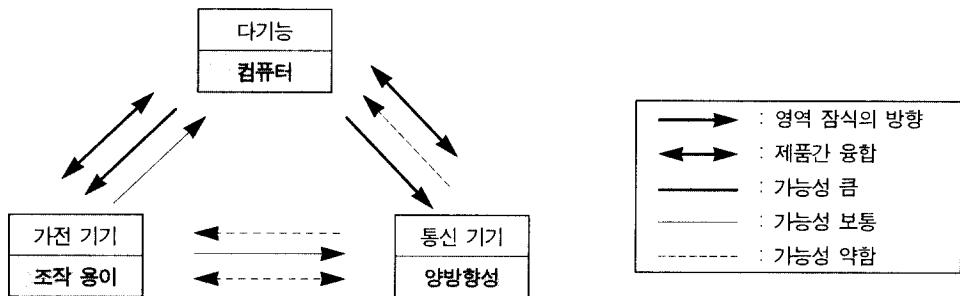 다기능
컴퓨터
가전 기기
조작 용이
통신 기기
양방향성
: 영역 잠식의 방향
: 제품간 융합
: 가능성 큼
: 가능성 보통
: 가능성 약함